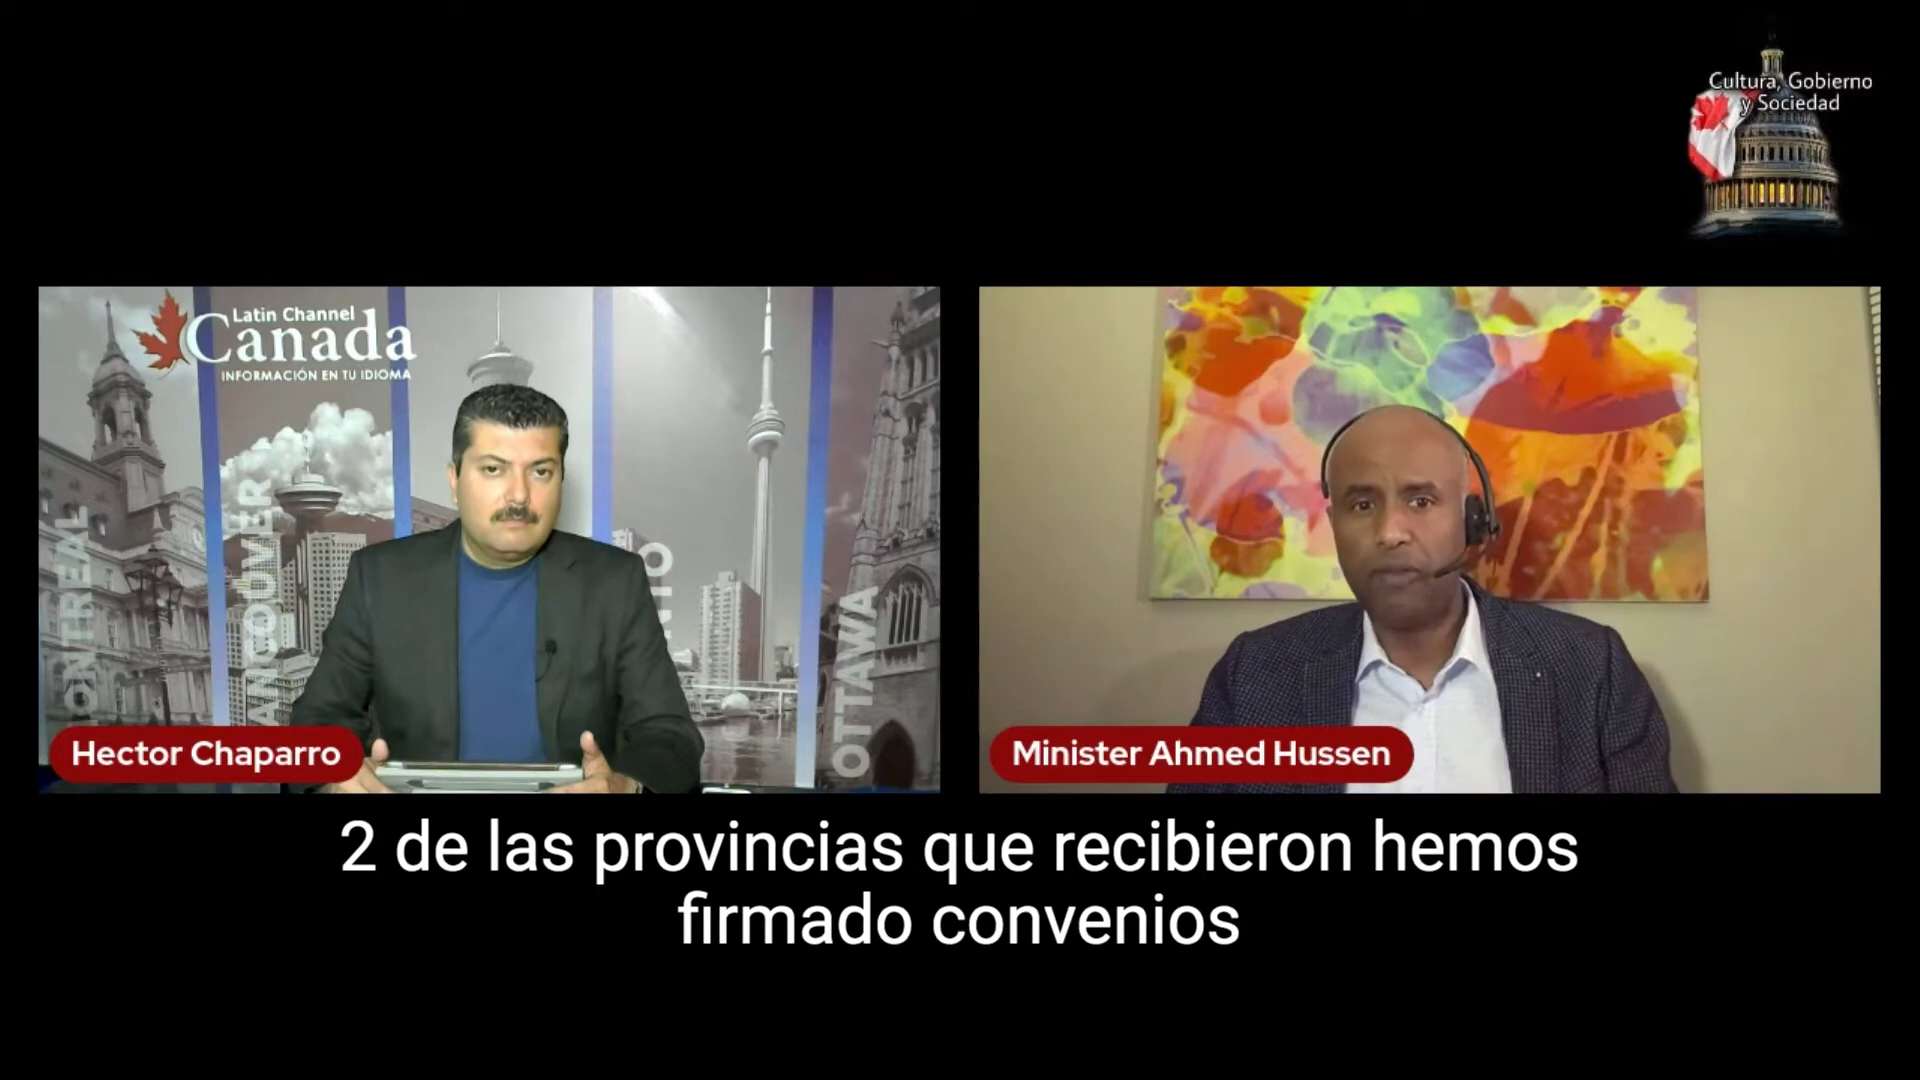 Cultura, Gobierno
y Sociedad
Latin Channel
Canada
INFORMACIÓN EN TU IDIOMA
VANCOUVER
OTTAWA
Hector Chaparro
Minister Ahmed Hussen
2 de las provincias que recibieron hemos
firmado convenios